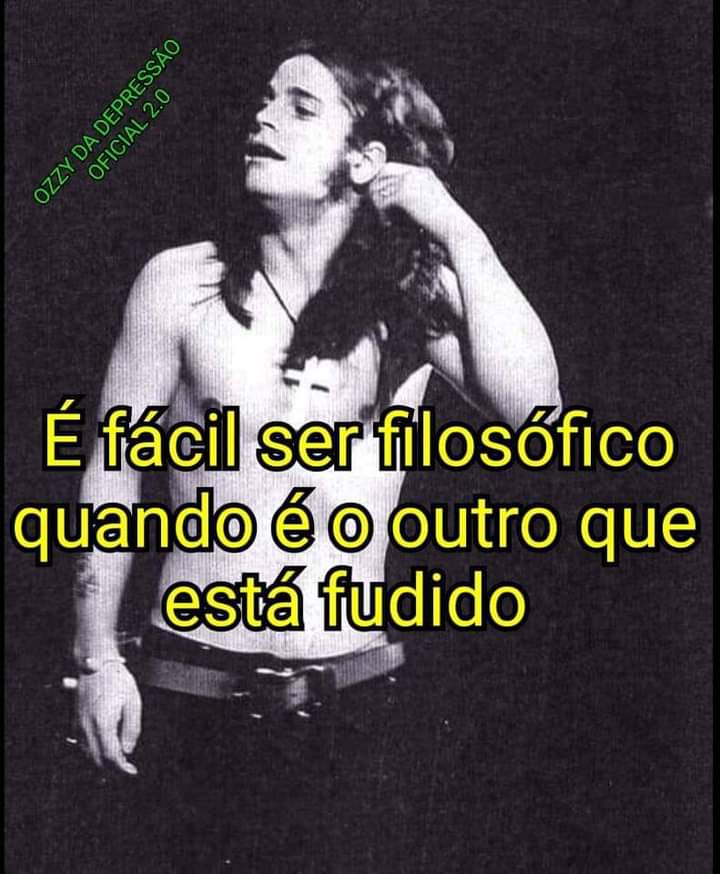 OZZY DA DEPRESSÃO
OFICIAL 2.0
É fácil ser filosófico
quando é o outro que
está fudido